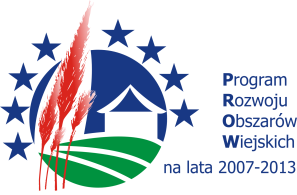 Program
Rozwoju
Obszarów
Wiejskich
na lata 2007-2013